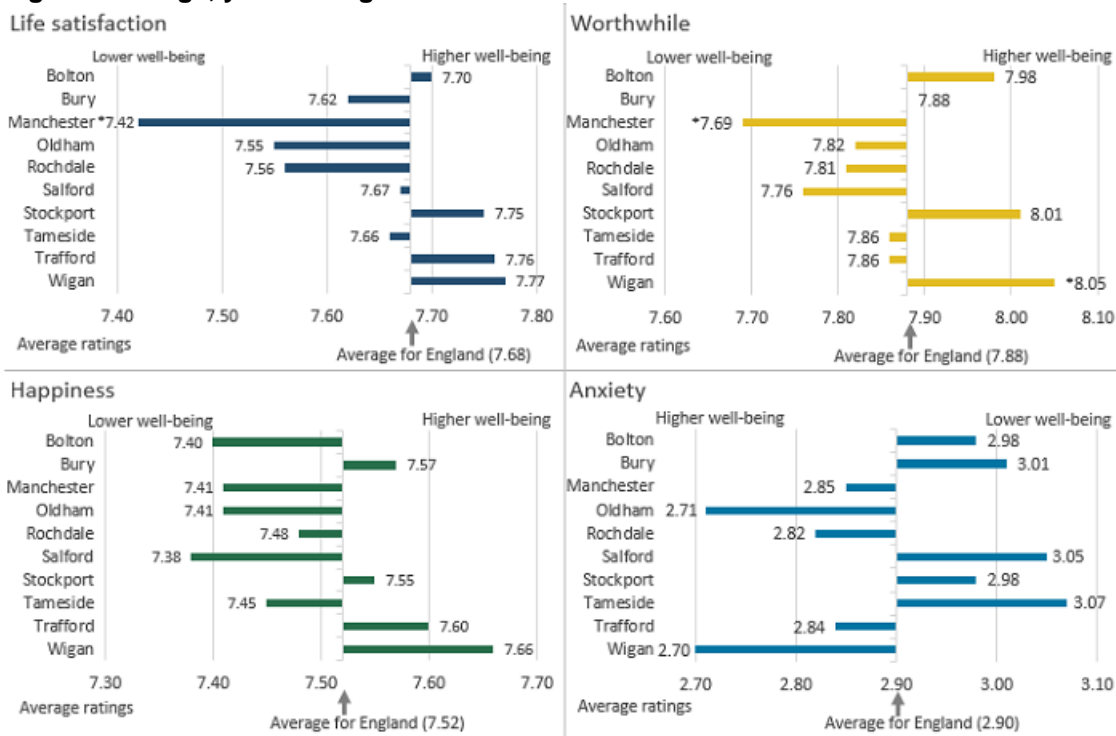 Life satisfaction
Lower well-being Higher well-being
Bolton 7.70
Bury 7.62
Manchester *7.42
Oldham 7.55
Rochdale 7.56
Salford 7.67
Stockport 7.75
Tameside 7.66
Trafford 7.76
Wigan 7.77
7.40 7.50 7.60 7.70 7.80
Average ratings
Average for England (7.68)
Worthwhile
Lower well-being Higher well-being
Bolton 7.98
Bury 7.88
Manchester *7.69
Oldham 7.82
Rochdale 7.81
Salford 7.76
Stockport 8.01
Tameside 7.86
Trafford 7.86
Wigan *8.05
7.60 7.70 7.80 7.90 8.00 8.10
Average ratings
Average for England (7.88)
Happiness
Lower well-being Higher well-being
Bolton 7.40
Bury 7.57
Manchester 7.41
Oldham 7.41
Rochdale 7.48
Salford 7.38
Stockport 7.55
Tameside 7.45
Trafford 7.60
Wigan 7.66
7.30 7.40 7.50 7.60 7.70
Average ratings
Average for England (7.52)
Anxiety
Higher well-being Lower well-being
Bolton 2.98
Bury 3.01
Manchester 2.85
Oldham 2.71
Rochdale 2.82
Salford 3.05
Stockport 2.98
Tameside 3.07
Trafford 2.84
Wigan 2.70
2.70 2.80 2.90 3.00 3.10
Average ratings
Average for England (2.90)